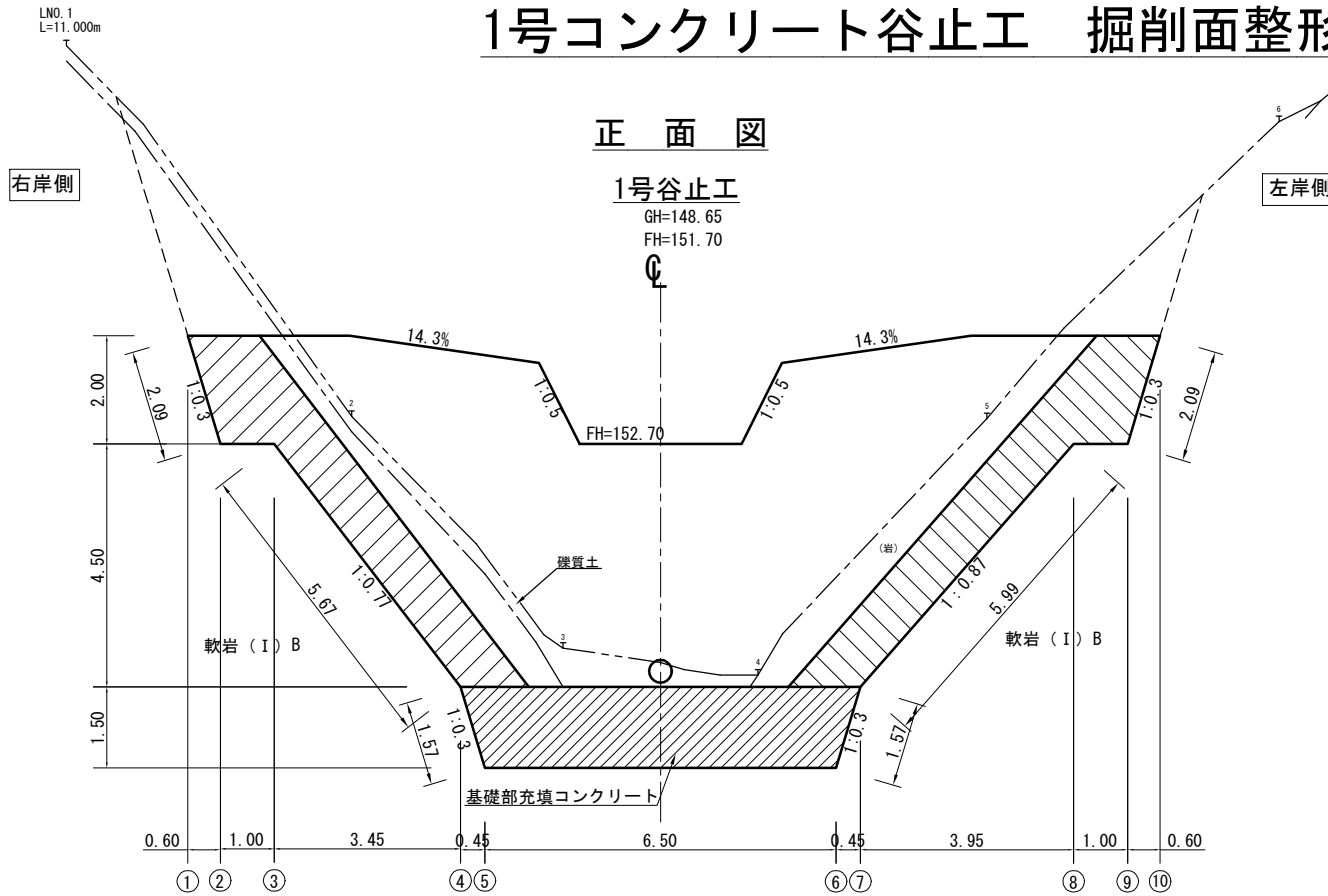 1号コンクリート谷止工 掘削面整形
LNO.1
L=11.000m
正 面 図
右岸側
左岸側
1号谷止工
GH=148.65
FH=151.70
CL
6
14.3%
14.3%
2.00
2.09
1:0.3
1:0.5
1:0.5
1:0.3
2.09
2
5
FH=152.70
4.50
5.67
1:0.77
礫質土
(岩)
1:0.87
5.99
軟岩(I)B
軟岩(I)B
3
4
1.50
1.57
1:0.3
1:0.3
1.57
基礎部充填コンクリート
0.60 1.00 3.45 0.45 6.50 0.45 3.95 1.00 0.60
① ② ③ ④ ⑤ ⑥ ⑦ ⑧ ⑨ ⑩